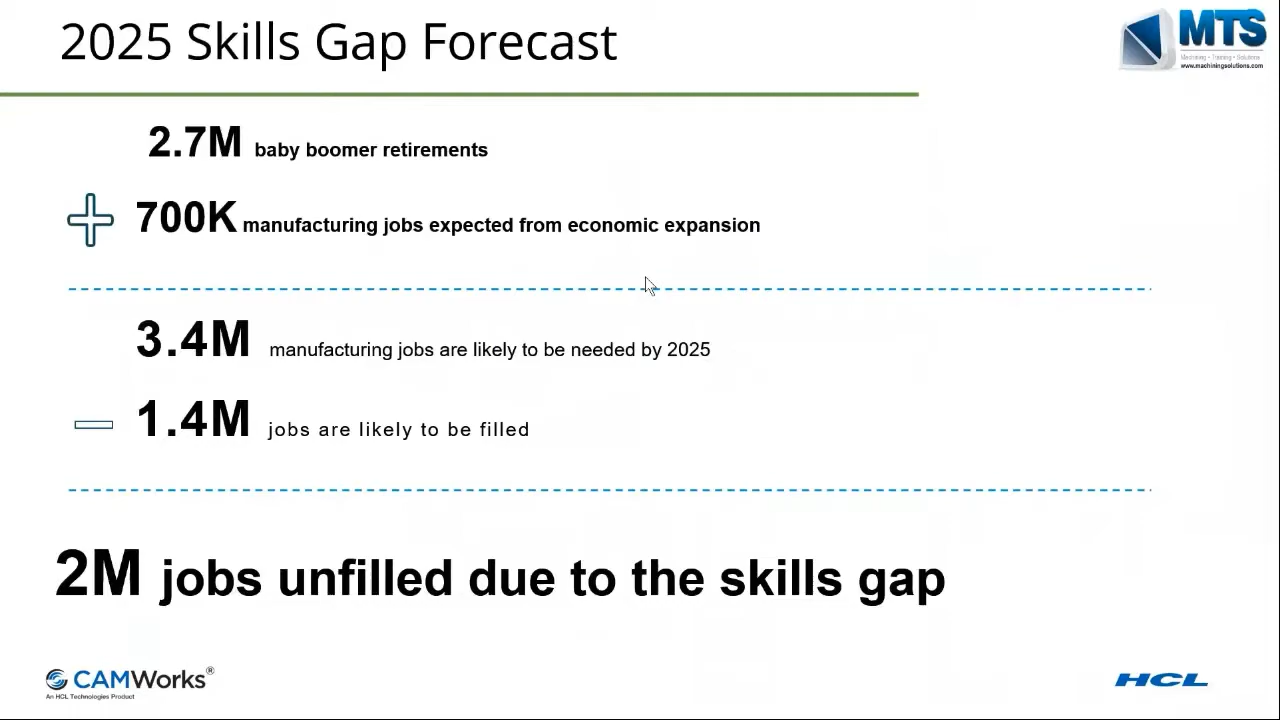 2025 Skills Gap Forecast
MTS
Machining • Training • Solutions
www.machiningsolutions.com
2.7M baby boomer retirements
700K manufacturing jobs expected from economic expansion
3.4M manufacturing jobs are likely to be needed by 2025
1.4M jobs are likely to be filled
2M jobs unfilled due to the skills gap
CAMWorks®
An HCL Technologies Product
HCL